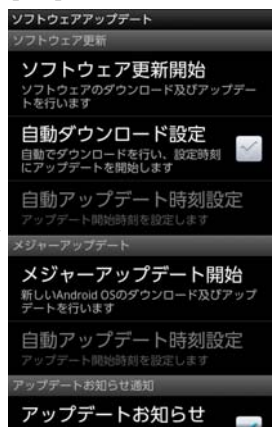 ソフトウェアアップデート
ソフトウェア更新
ソフトウェア更新開始
ソフトウェアのダウンロード及びアップデー
トを行います
自動ダウンロード設定
自動でダウンロードを行い、設定時刻
にアップデートを開始します
自動アップデート時刻設定
アップデート開始時刻を設定します
メジャーアップデート
メジャーアップデート開始
新しいAndroid OSのダウンロード及びアップ
デートを行います
自動アップデート時刻設定
アップデート開始時刻を設定します
アップデートお知らせ通知
アップデートお知らせ